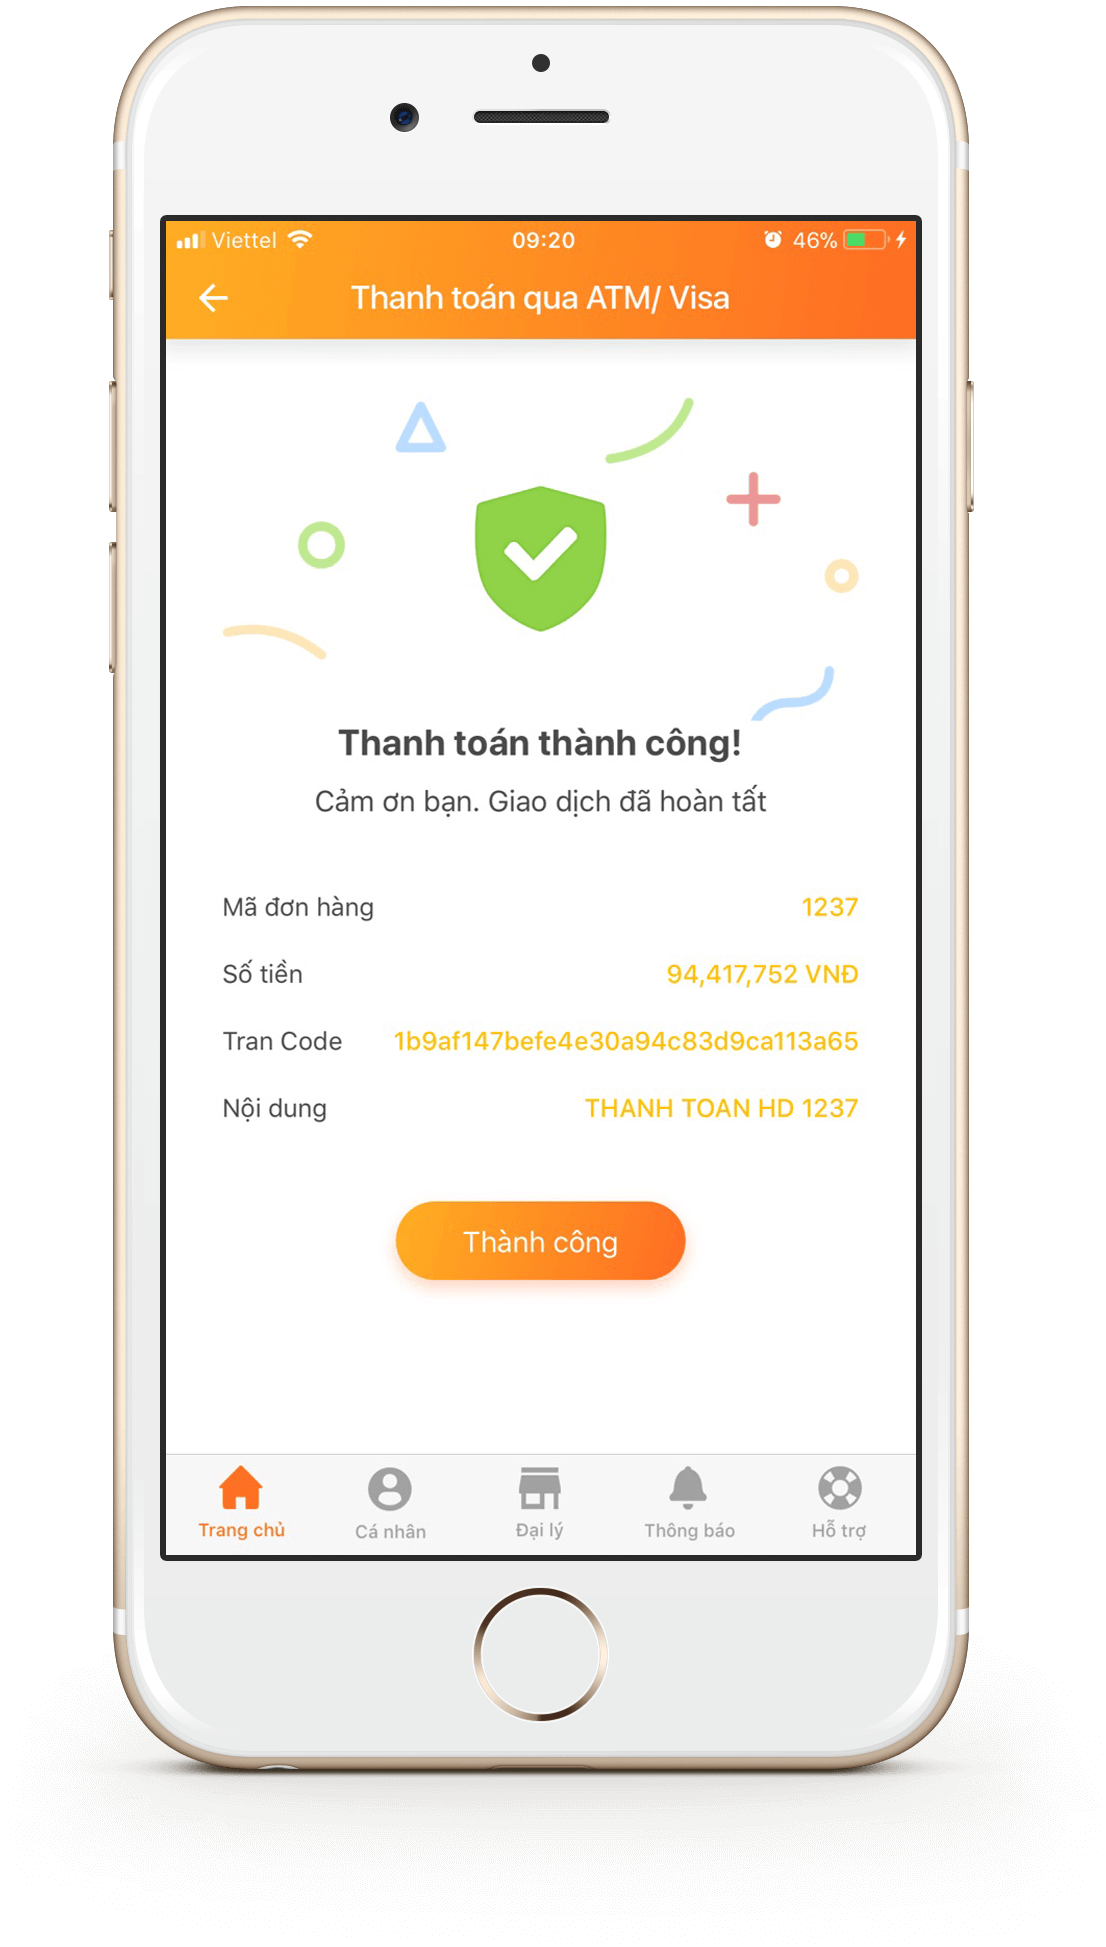 Viettel 09:20 46%
Thanh toán qua ATM/ Visa
Thanh toán thành công!
Cảm ơn bạn. Giao dịch đã hoàn tất
Mã đơn hàng 1237
Số tiền 94,417,752 VNĐ
Tran Code 1b9af147befe4e30a94c83d9ca113a65
Nội dung THANH TOAN HD 1237
Thành công
Trang chủ Cá nhân Đại lý Thông báo Hỗ trợ